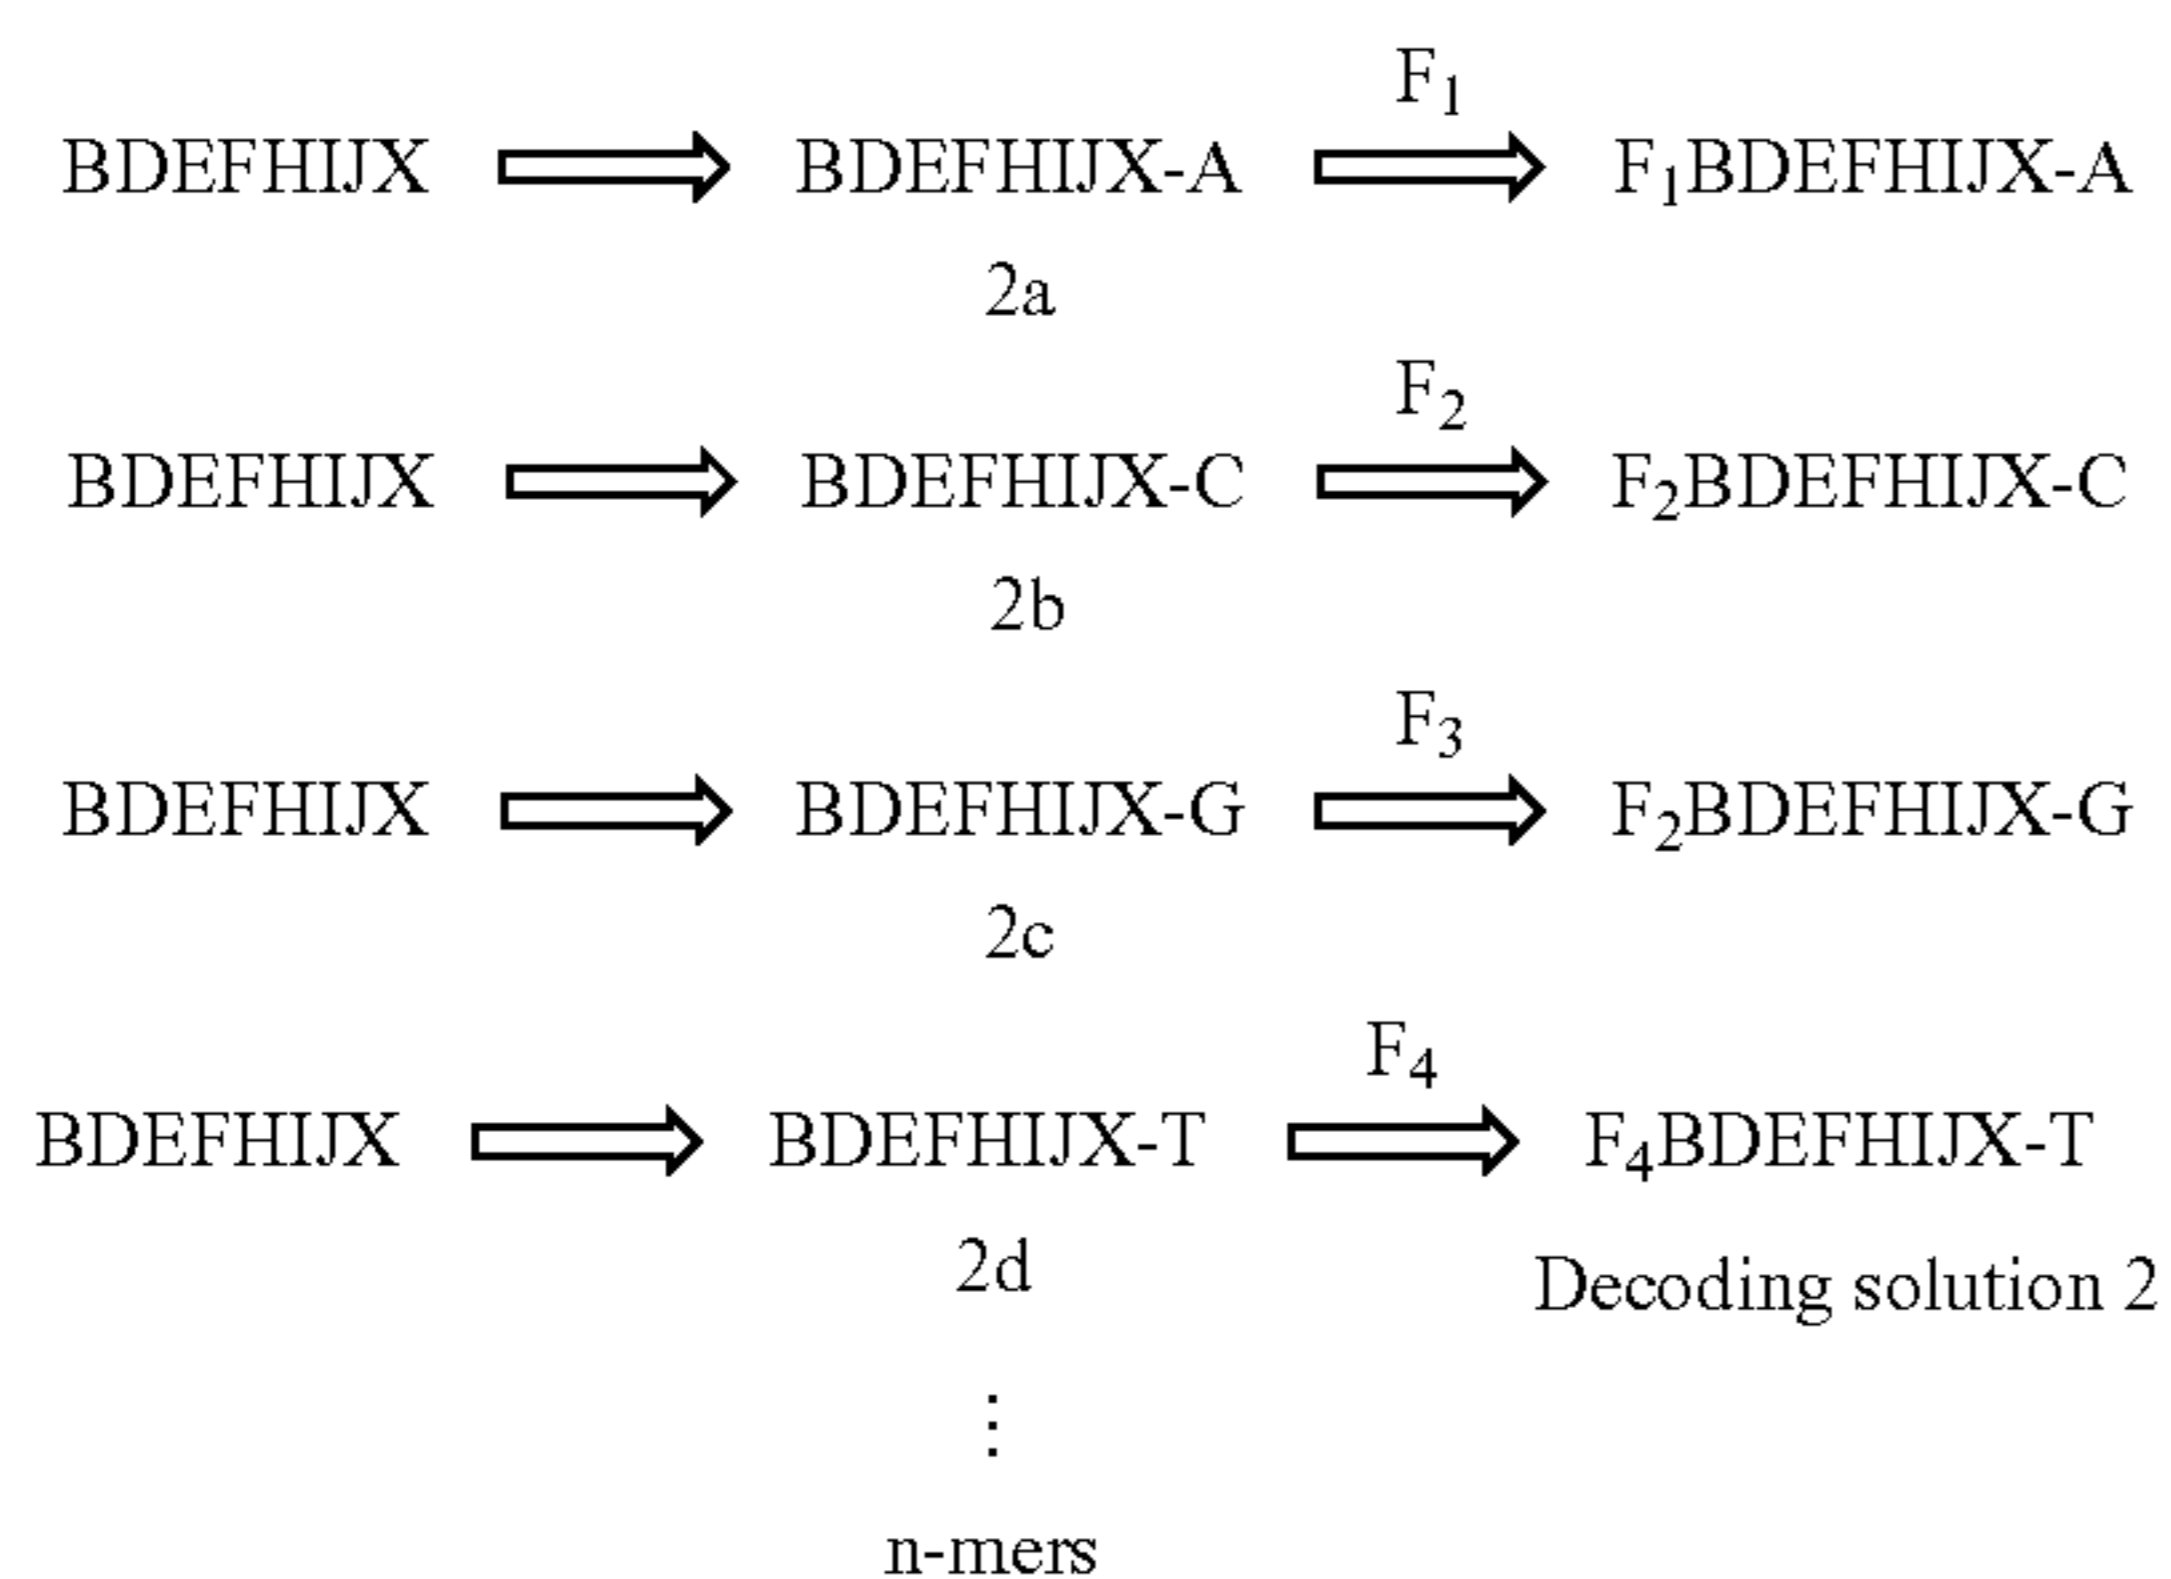 F₁
BDEFHIJX BDEFHIJX-A F₁BDEFHIJX-A
2a
F₂
BDEFHIJX BDEFHIJX-C F₂BDEFHIJX-C
2b
F₃
BDEFHIJX BDEFHIJX-G F₂BDEFHIJX-G
2c
F₄
BDEFHIJX BDEFHIJX-T F₄BDEFHIJX-T
2d
Decoding solution 2
⋮
n-mers